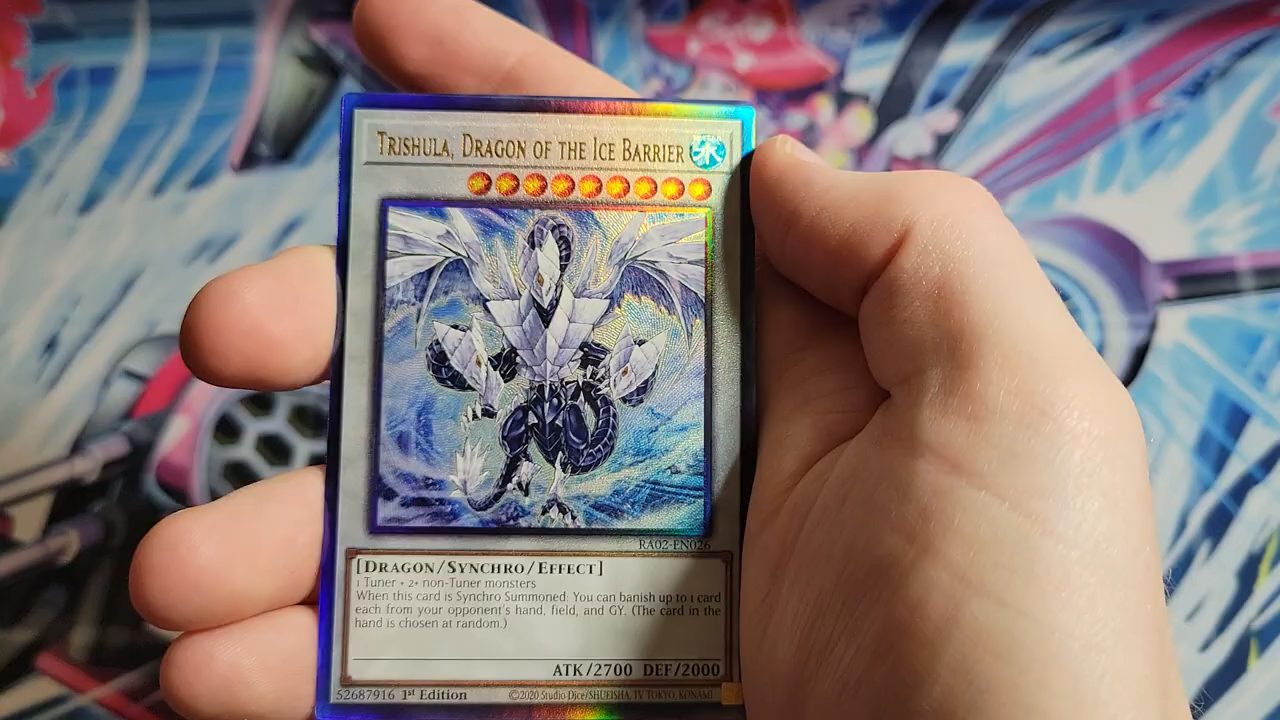 TRISHULA, DRAGON OF THE ICE BARRIER
WATER
水
RA02-EN026
[DRAGON/SYNCHRO/EFFECT]
1 Tuner + 2+ non-Tuner monsters
When this card is Synchro Summoned: You can banish up to 1 card
each from your opponent's hand, field, and GY. (The card in the
hand is chosen at random.)
ATK/2700 DEF/2000
52687916 1st Edition ©2020 Studio Dice/SHUEISHA, TV TOKYO, KONAMI